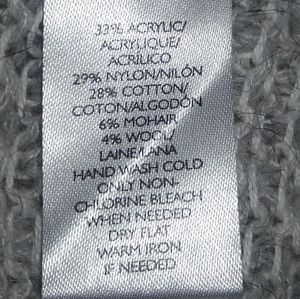 33% ACRYLIC/
ACRYLIQUE/
ACRÍLICO
29% NYLON/NILÓN
28% COTTON/
COTON/ALGODÓN
6% MOHAIR
4% WOOL/
LAINE/LANA
HAND WASH COLD
ONLY NON-
CHLORINE BLEACH
WHEN NEEDED
DRY FLAT
WARM IRON
IF NEEDED